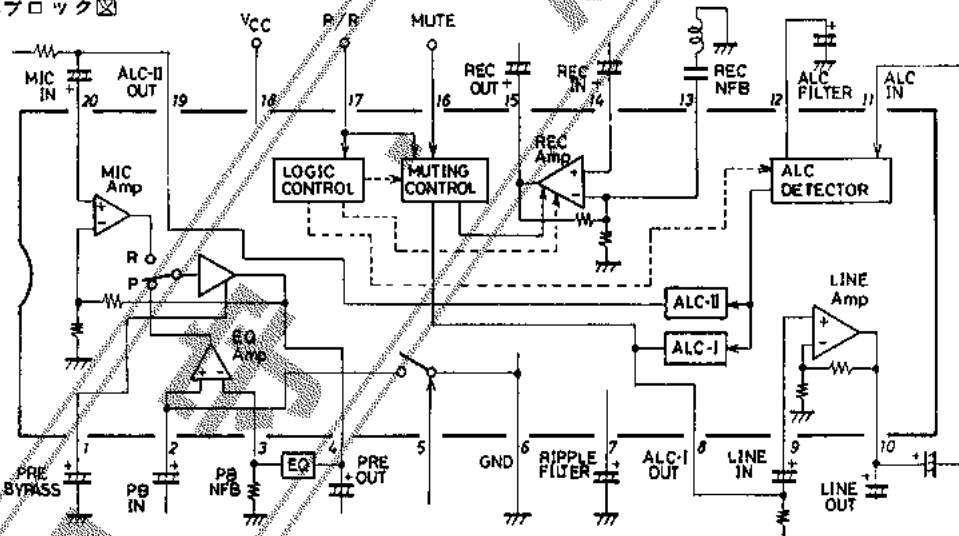 ブロック図
VCC
MUTE
MIC IN
ALC-II OUT
REC OUT
REC IN
REC NFB
ALC FILTER
ALC IN
20
19
18
17
16
15
14
13
12
11
MIC Amp
LOGIC CONTROL
MUTING CONTROL
REC Amp
ALC DETECTOR
R
P
EQ Amp
ALC-II
ALC-I
LINE Amp
1
2
3
4
5
6
7
8
9
10
PRE BYPASS
PB IN
PB NFB
EQ
PRE OUT
GND
RIPPLE FILTER
ALC-I OUT
LINE IN
LINE OUT